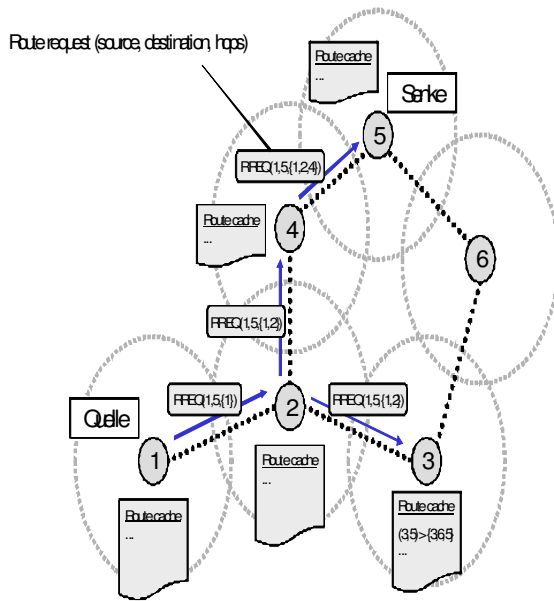 Route request (source, destination, hops)
Route cache
...
Senke
5
RREQ(1,5,{1,2,4})
Route cache
...
4
6
RREQ(1,5,{1,2})
RREQ(1,5,{1})
2
RREQ(1,5,{1,2})
Quelle
1
3
Route cache
...
Route cache
...
Route cache
(3,5)>{3,6,5}
...